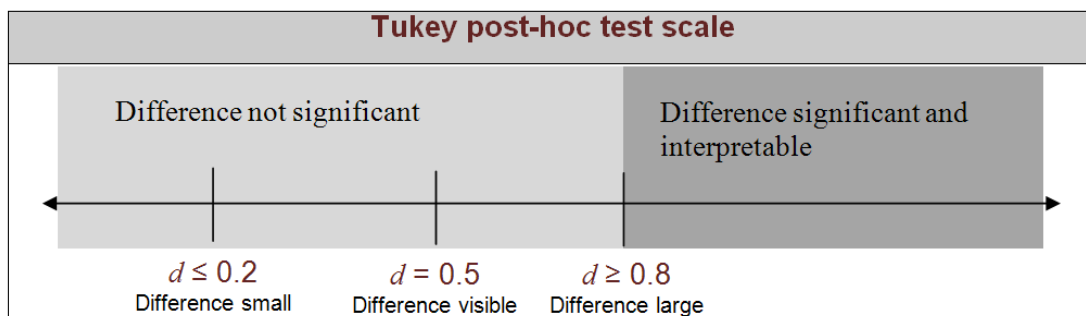 Tukey post-hoc test scale
Difference not significant
Difference significant and
interpretable
d ≤ 0.2
Difference small
d = 0.5
Difference visible
d ≥ 0.8
Difference large